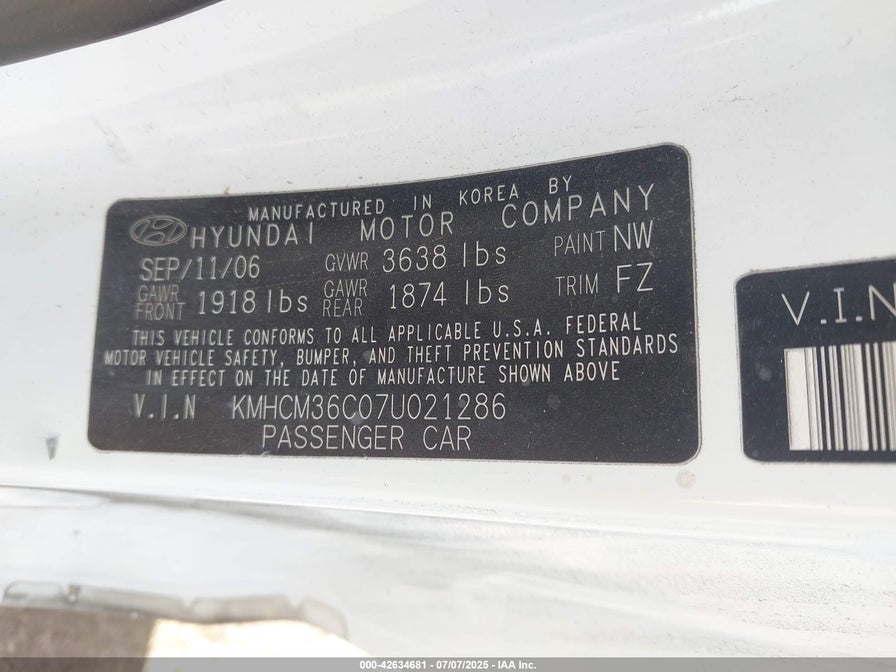 MANUFACTURED IN KOREA BY
HYUNDAI MOTOR COMPANY
SEP/11/06 GVWR 3638 lbs PAINT NW
GAWR FRONT 1918 lbs GAWR REAR 1874 lbs TRIM FZ
THIS VEHICLE CONFORMS TO ALL APPLICABLE U.S.A. FEDERAL
MOTOR VEHICLE SAFETY, BUMPER, AND THEFT PREVENTION STANDARDS
IN EFFECT ON THE DATE OF MANUFACTURE SHOWN ABOVE
V.I.N KMHCM36C07U021286
PASSENGER CAR
V.I.N
000-42634681 - 07/07/2025 - IAA Inc.